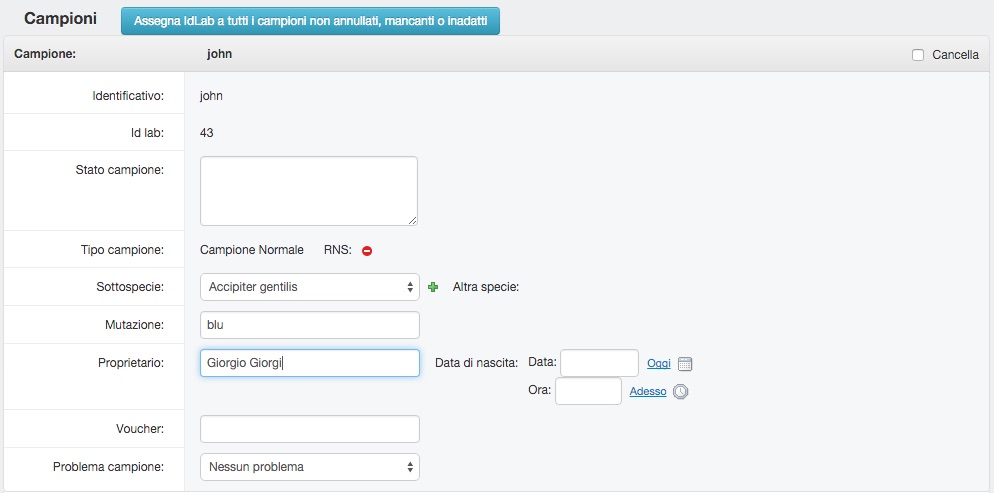 Campioni Assegna IdLab a tutti i campioni non annullati, mancanti o inadatti
Campione: john Cancella
Identificativo: john
Id lab: 43
Stato campione:
Tipo campione: Campione Normale RNS:
Sottospecie: Accipiter gentilis Altra specie:
Mutazione: blu
Proprietario: Giorgio Giorgi Data di nascita: Data: Oggi
Ora: Adesso
Voucher:
Problema campione: Nessun problema